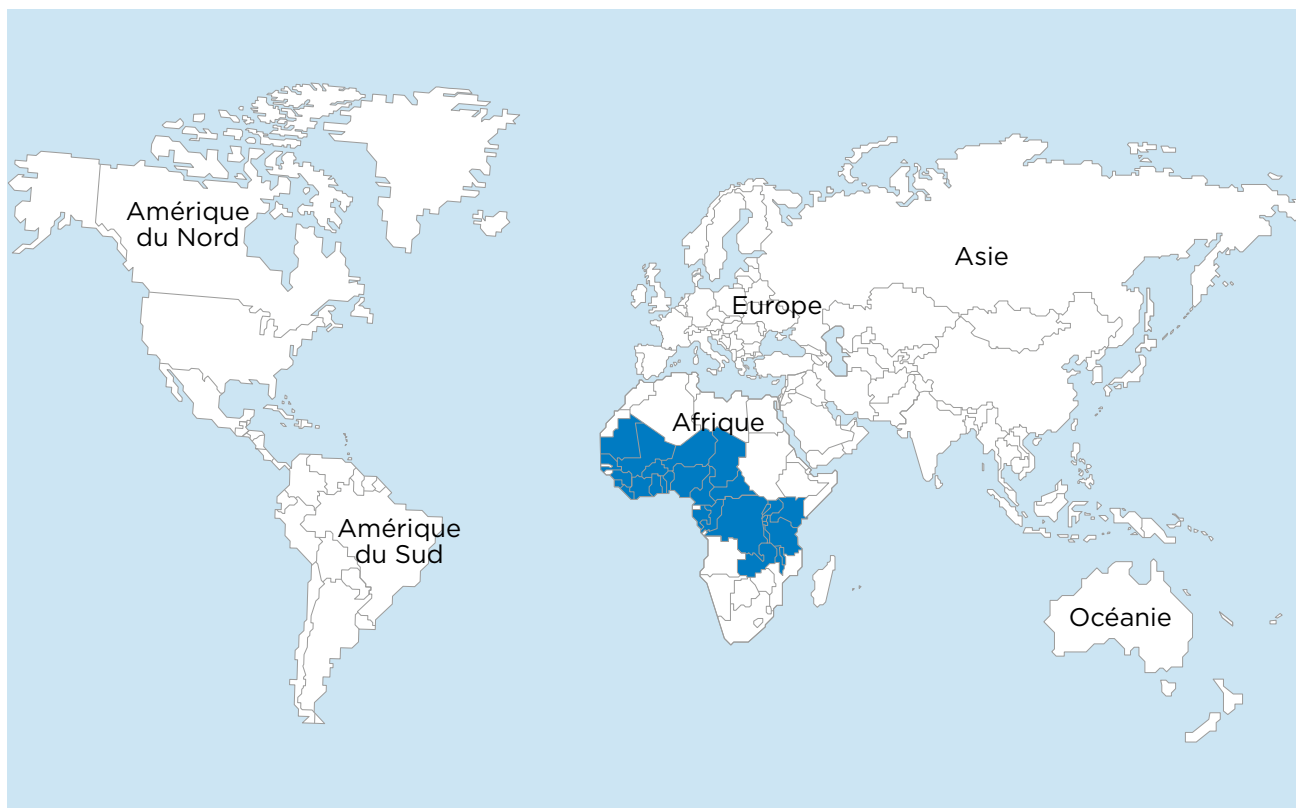 Amérique
du Nord
Asie
Europe
Afrique
Amérique
du Sud
Océanie